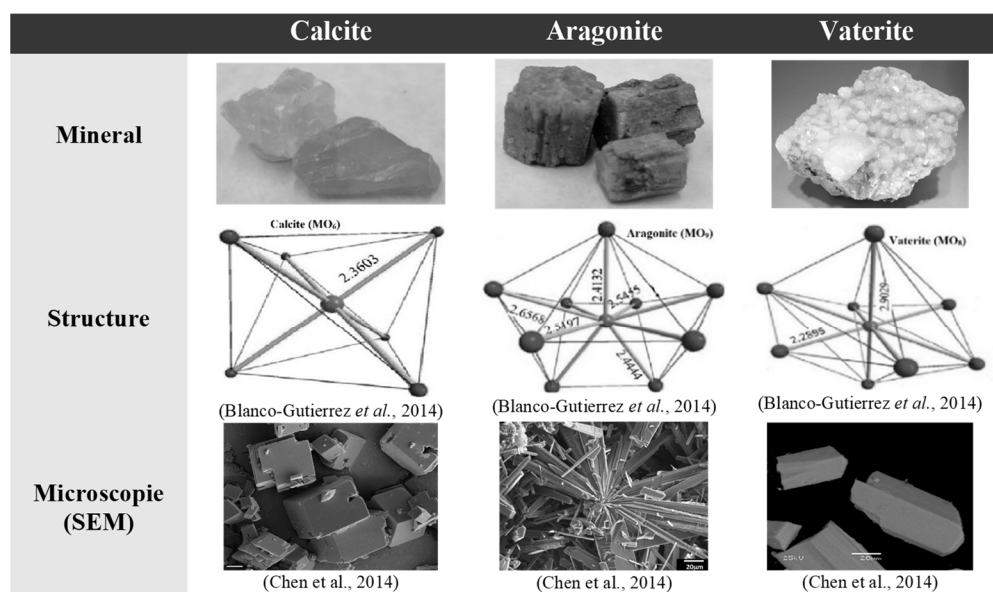 Calcite Aragonite Vaterite
Mineral
Structure
Calcite (MO₆)
2.3603
Aragonite (MO₉)
2.4132
2.5445
2.6568
2.5197
2.4444
Vaterite (MO₈)
2.9029
2.2895
(Blanco-Gutierrez et al., 2014) (Blanco-Gutierrez et al., 2014) (Blanco-Gutierrez et al., 2014)
Microscopie
(SEM)
20µm
25kV 20µm
(Chen et al., 2014) (Chen et al., 2014) (Chen et al., 2014)